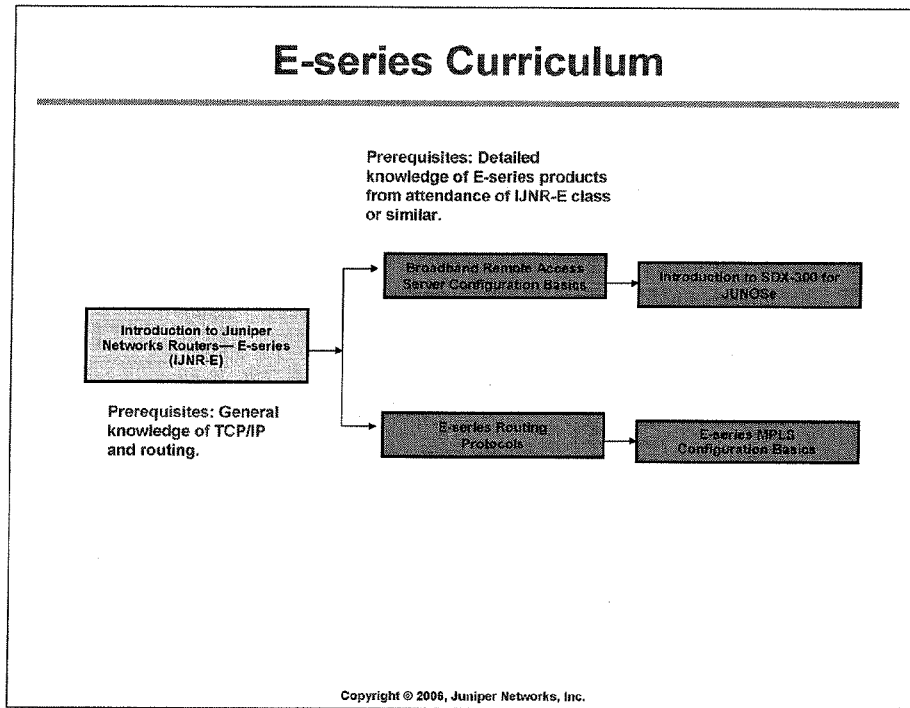 E-series Curriculum
Prerequisites: Detailed
knowledge of E-series products
from attendance of IJNR-E class
or similar.
Broadband Remote Access
Server Configuration Basics
Introduction to SDX-300 for
JUNOSe
Introduction to Juniper
Networks Routers— E-series
(IJNR-E)
Prerequisites: General
knowledge of TCP/IP
and routing.
E-series Routing
Protocols
E-series MPLS
Configuration Basics
Copyright © 2006, Juniper Networks, Inc.